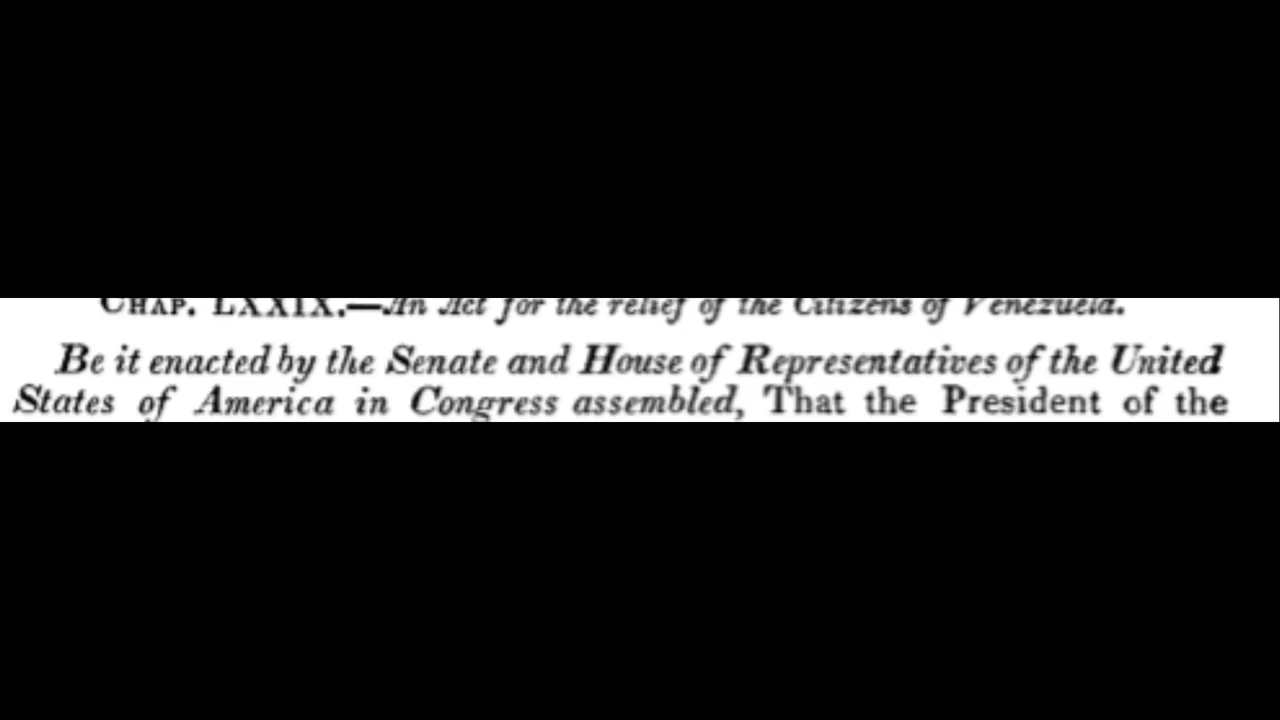 CHAP. LXXIX.—An Act for the relief of the Citizens of Venezuela.
Be it enacted by the Senate and House of Representatives of the United
States of America in Congress assembled, That the President of the